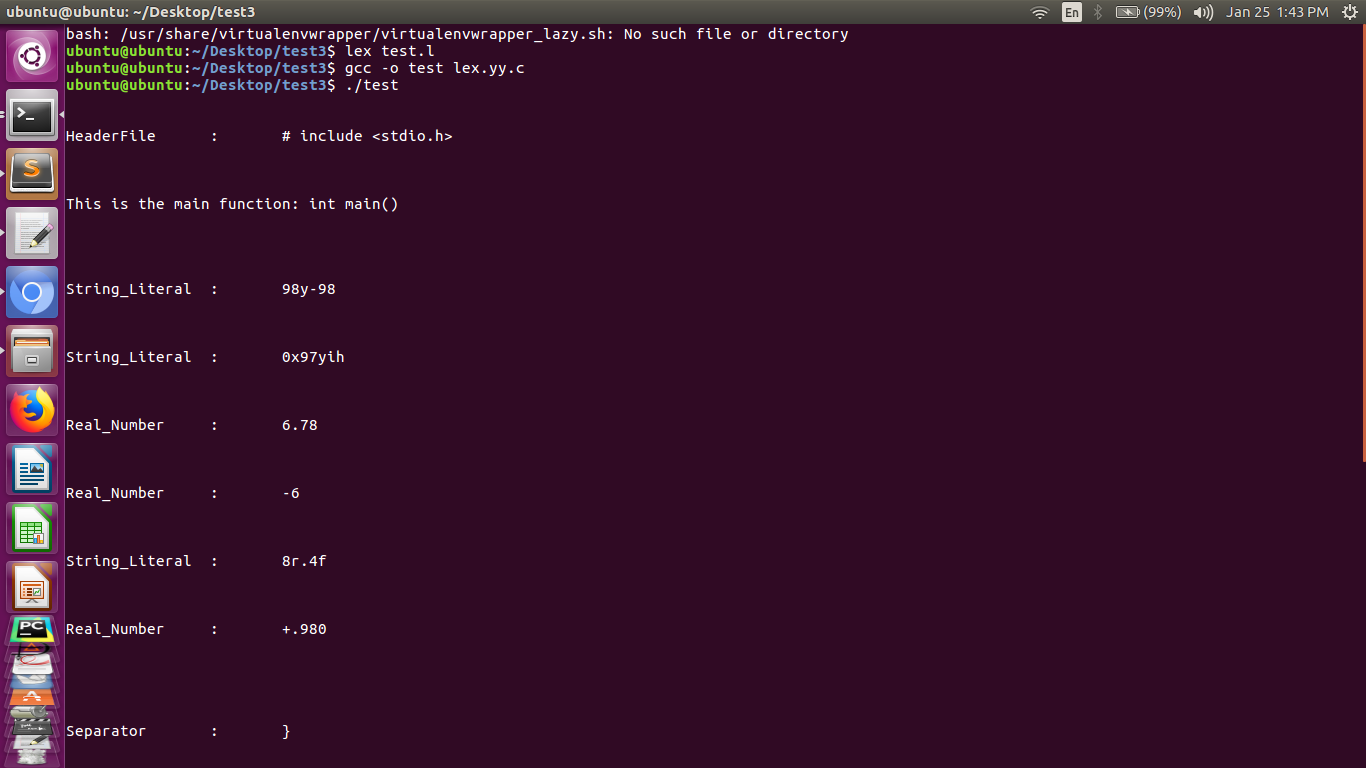 ubuntu@ubuntu: ~/Desktop/test3 En (99%) Jan 25 1:43 PM
bash: /usr/share/virtualenvwrapper/virtualenvwrapper_lazy.sh: No such file or directory
ubuntu@ubuntu:~/Desktop/test3$ lex test.l
ubuntu@ubuntu:~/Desktop/test3$ gcc -o test lex.yy.c
ubuntu@ubuntu:~/Desktop/test3$ ./test
HeaderFile : # include <stdio.h>
This is the main function: int main()
String_Literal : 98y-98
String_Literal : 0x97yih
Real_Number : 6.78
Real_Number : -6
String_Literal : 8r.4f
Real_Number : +.980
PC
Separator : }